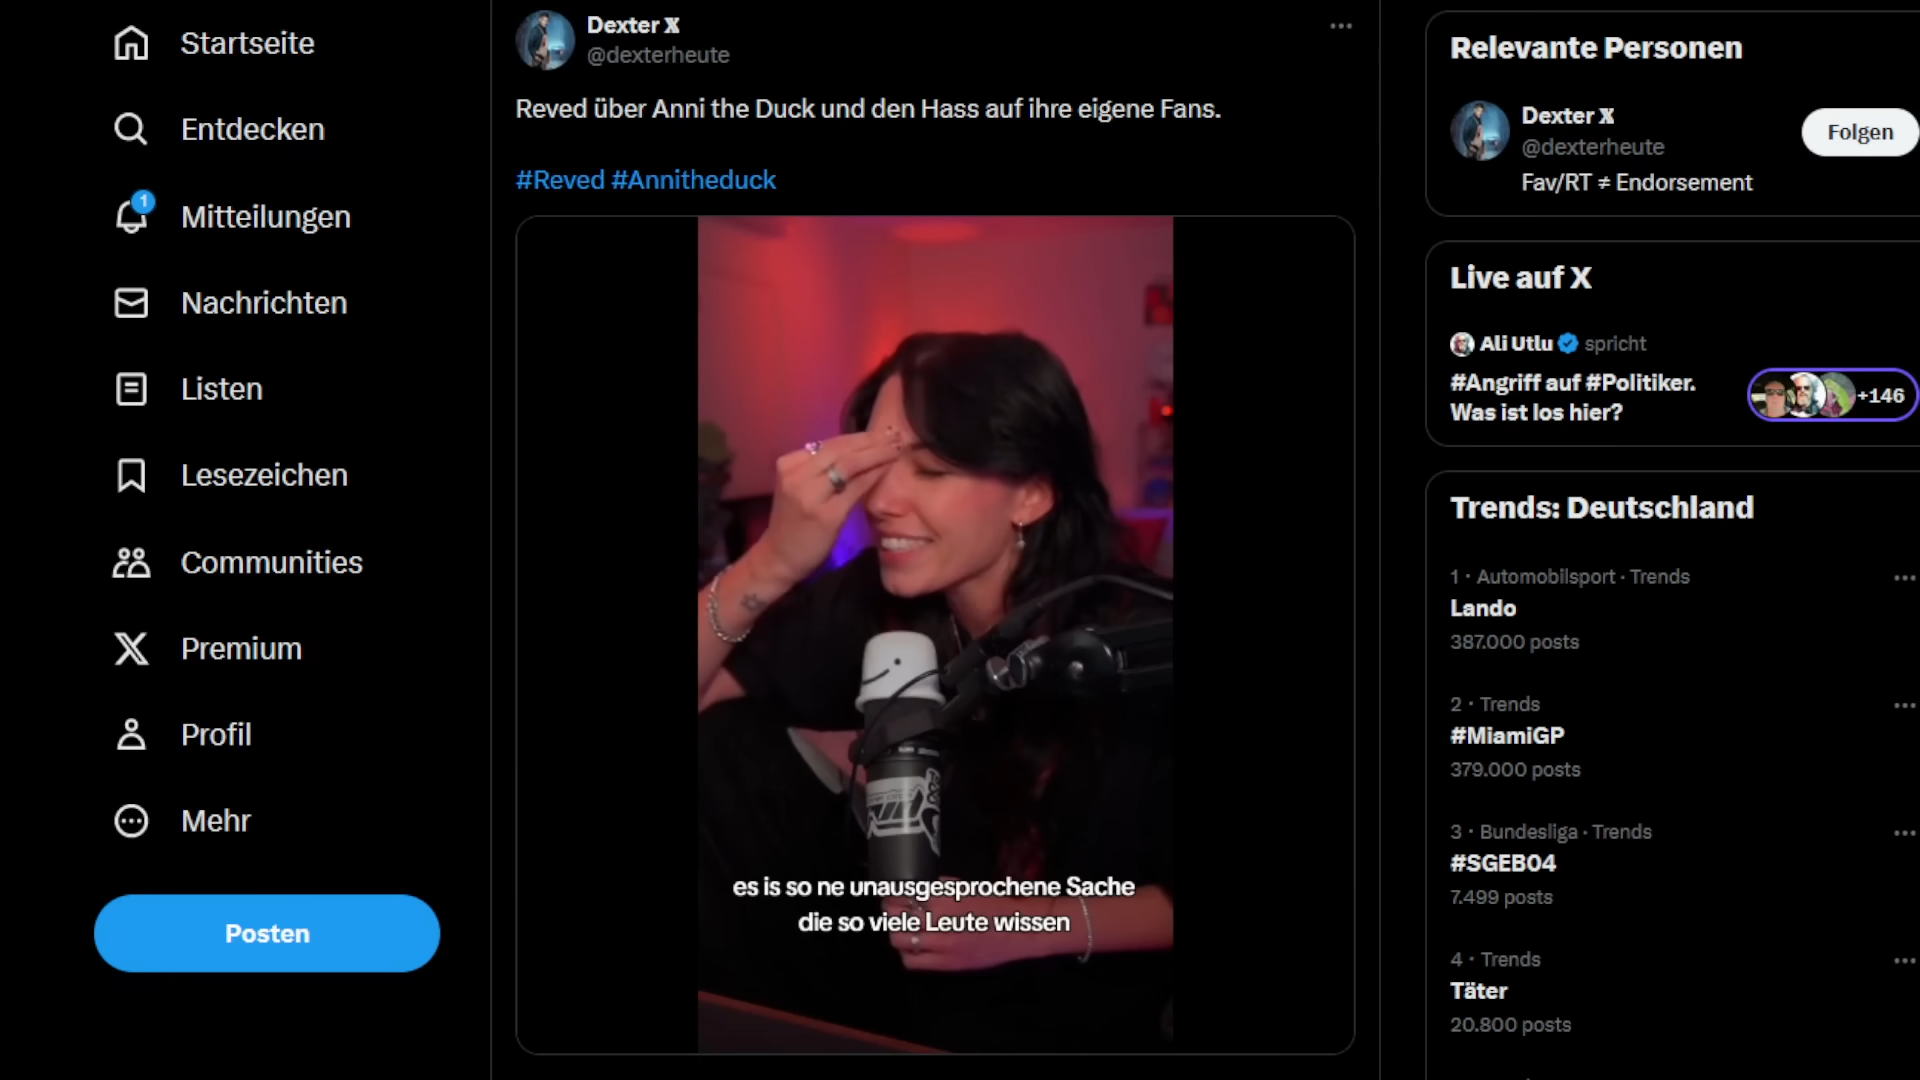 Startseite
Entdecken
1
Mitteilungen
Nachrichten
Listen
Lesezeichen
Communities
Premium
Profil
Mehr
Posten
Dexter 𝕏
@dexterheute
Reved über Anni the Duck und den Hass auf ihre eigene Fans.
#Reved #Annitheduck
es is so ne unausgesprochene Sache
die so viele Leute wissen
Relevante Personen
Dexter 𝕏
@dexterheute
Folgen
Fav/RT ≠ Endorsement
Live auf X
Ali Utlu spricht
#Angriff auf #Politiker.
Was ist los hier?
+146
Trends: Deutschland
1 · Automobilsport · Trends
Lando
387.000 posts
2 · Trends
#MiamiGP
379.000 posts
3 · Bundesliga · Trends
#SGEB04
7.499 posts
4 · Trends
Täter
20.800 posts